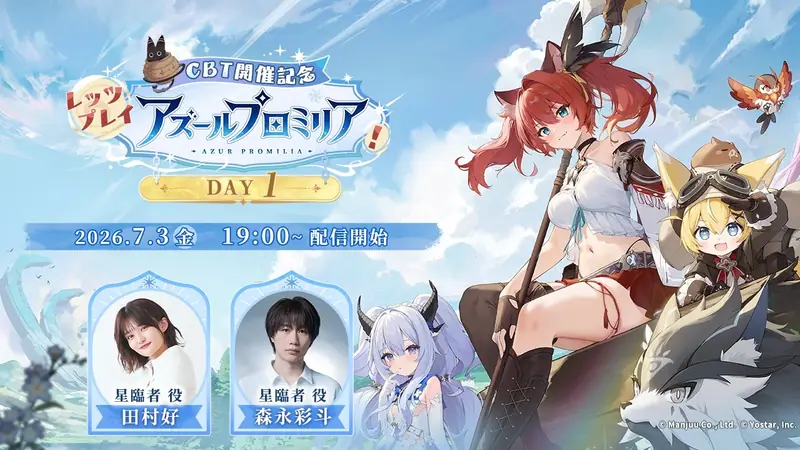 CBT開催記念
レッツ
プレイ
アズールプロミリア!
AZUR PROMILIA
DAY 1
2026.7.3 金 19:00~ 配信開始
星臨者 役
田村好
星臨者 役
森永彩斗
© Manjuu Co., Ltd. © Yostar, Inc.